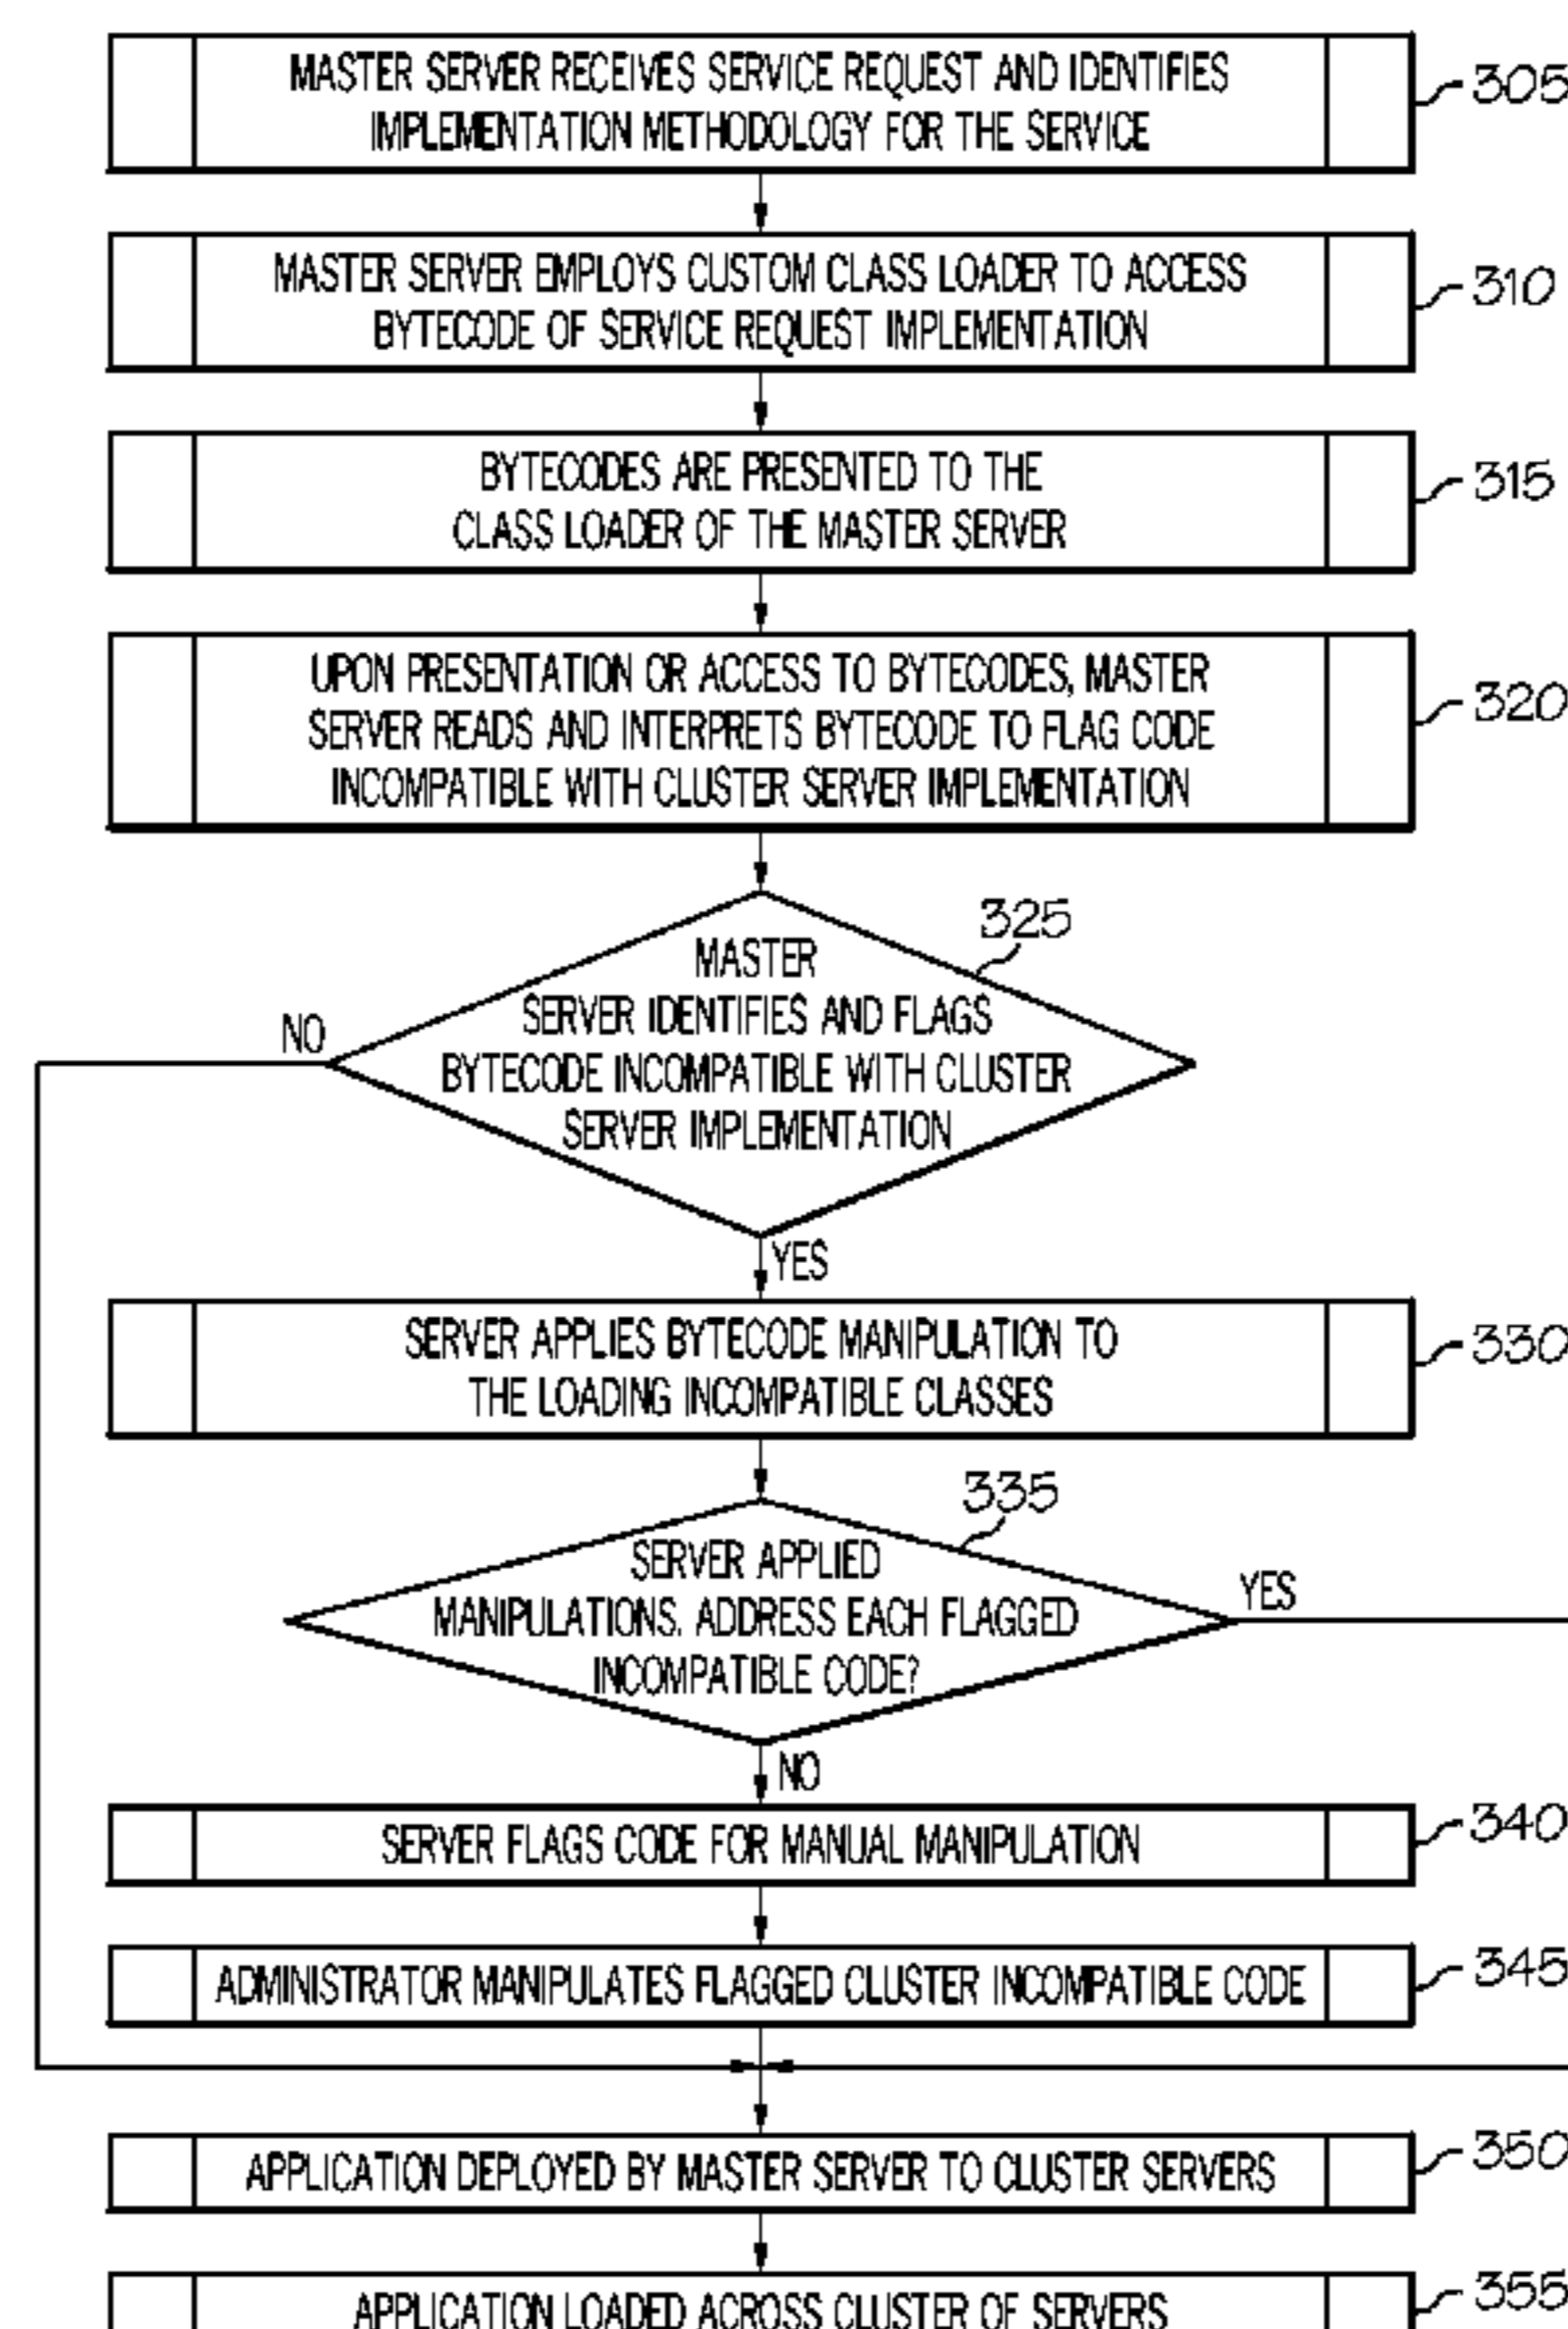 MASTER SERVER RECEIVES SERVICE REQUEST AND IDENTIFIES
IMPLEMENTATION METHODOLOGY FOR THE SERVICE
305
MASTER SERVER EMPLOYS CUSTOM CLASS LOADER TO ACCESS
BYTECODE OF SERVICE REQUEST IMPLEMENTATION
310
BYTECODES ARE PRESENTED TO THE
CLASS LOADER OF THE MASTER SERVER
315
UPON PRESENTATION OR ACCESS TO BYTECODES, MASTER
SERVER READS AND INTERPRETS BYTECODE TO FLAG CODE
INCOMPATIBLE WITH CLUSTER SERVER IMPLEMENTATION
320
325
MASTER
SERVER IDENTIFIES AND FLAGS
BYTECODE INCOMPATIBLE WITH CLUSTER
SERVER IMPLEMENTATION
NO
YES
SERVER APPLIES BYTECODE MANIPULATION TO
THE LOADING INCOMPATIBLE CLASSES
330
335
SERVER APPLIED
MANIPULATIONS. ADDRESS EACH FLAGGED
INCOMPATIBLE CODE?
YES
NO
SERVER FLAGS CODE FOR MANUAL MANIPULATION
340
ADMINISTRATOR MANIPULATES FLAGGED CLUSTER INCOMPATIBLE CODE
345
APPLICATION DEPLOYED BY MASTER SERVER TO CLUSTER SERVERS
350
APPLICATION LOADED ACROSS CLUSTER OF SERVERS
355